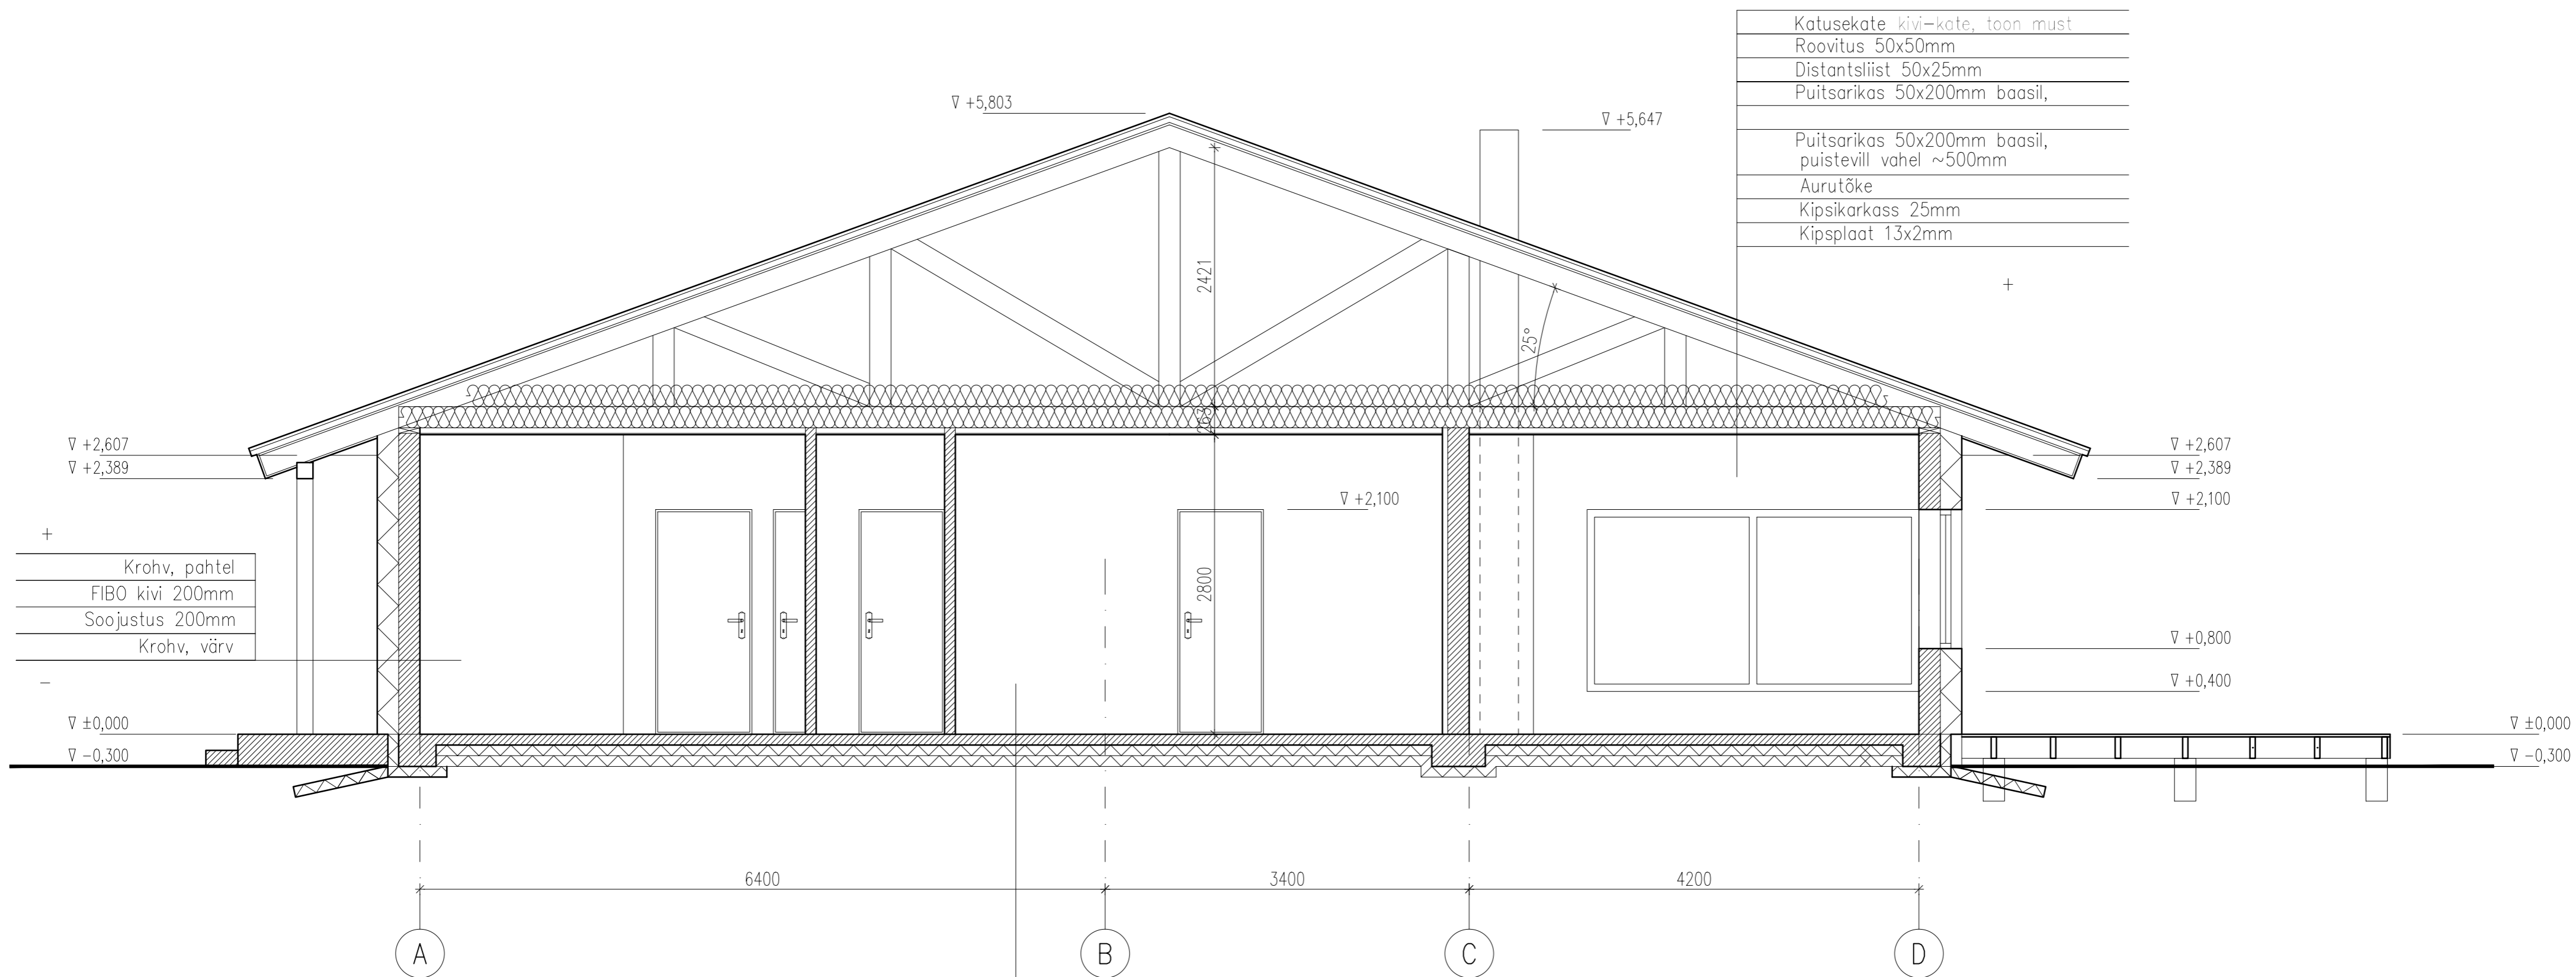 Katusekate kivi-kate, toon must
Roovitus 50x50mm
Distantsliist 50x25mm
Puitsarikas 50x200mm baasil,
Puitsarikas 50x200mm baasil,
puistevill vahel ~500mm
Aurutõke
Kipsikarkass 25mm
Kipsplaat 13x2mm
+
∇ +5,803
∇ +5,647
2421
25°
263
∇ +2,607
∇ +2,389
∇ +2,607
∇ +2,389
∇ +2,100
∇ +2,100
+
Krohv, pahtel
FIBO kivi 200mm
Soojustus 200mm
Krohv, värv
–
2800
∇ +0,800
∇ +0,400
∇ ±0,000
∇ -0,300
∇ ±0,000
∇ -0,300
6400
3400
4200
A
B
C
D